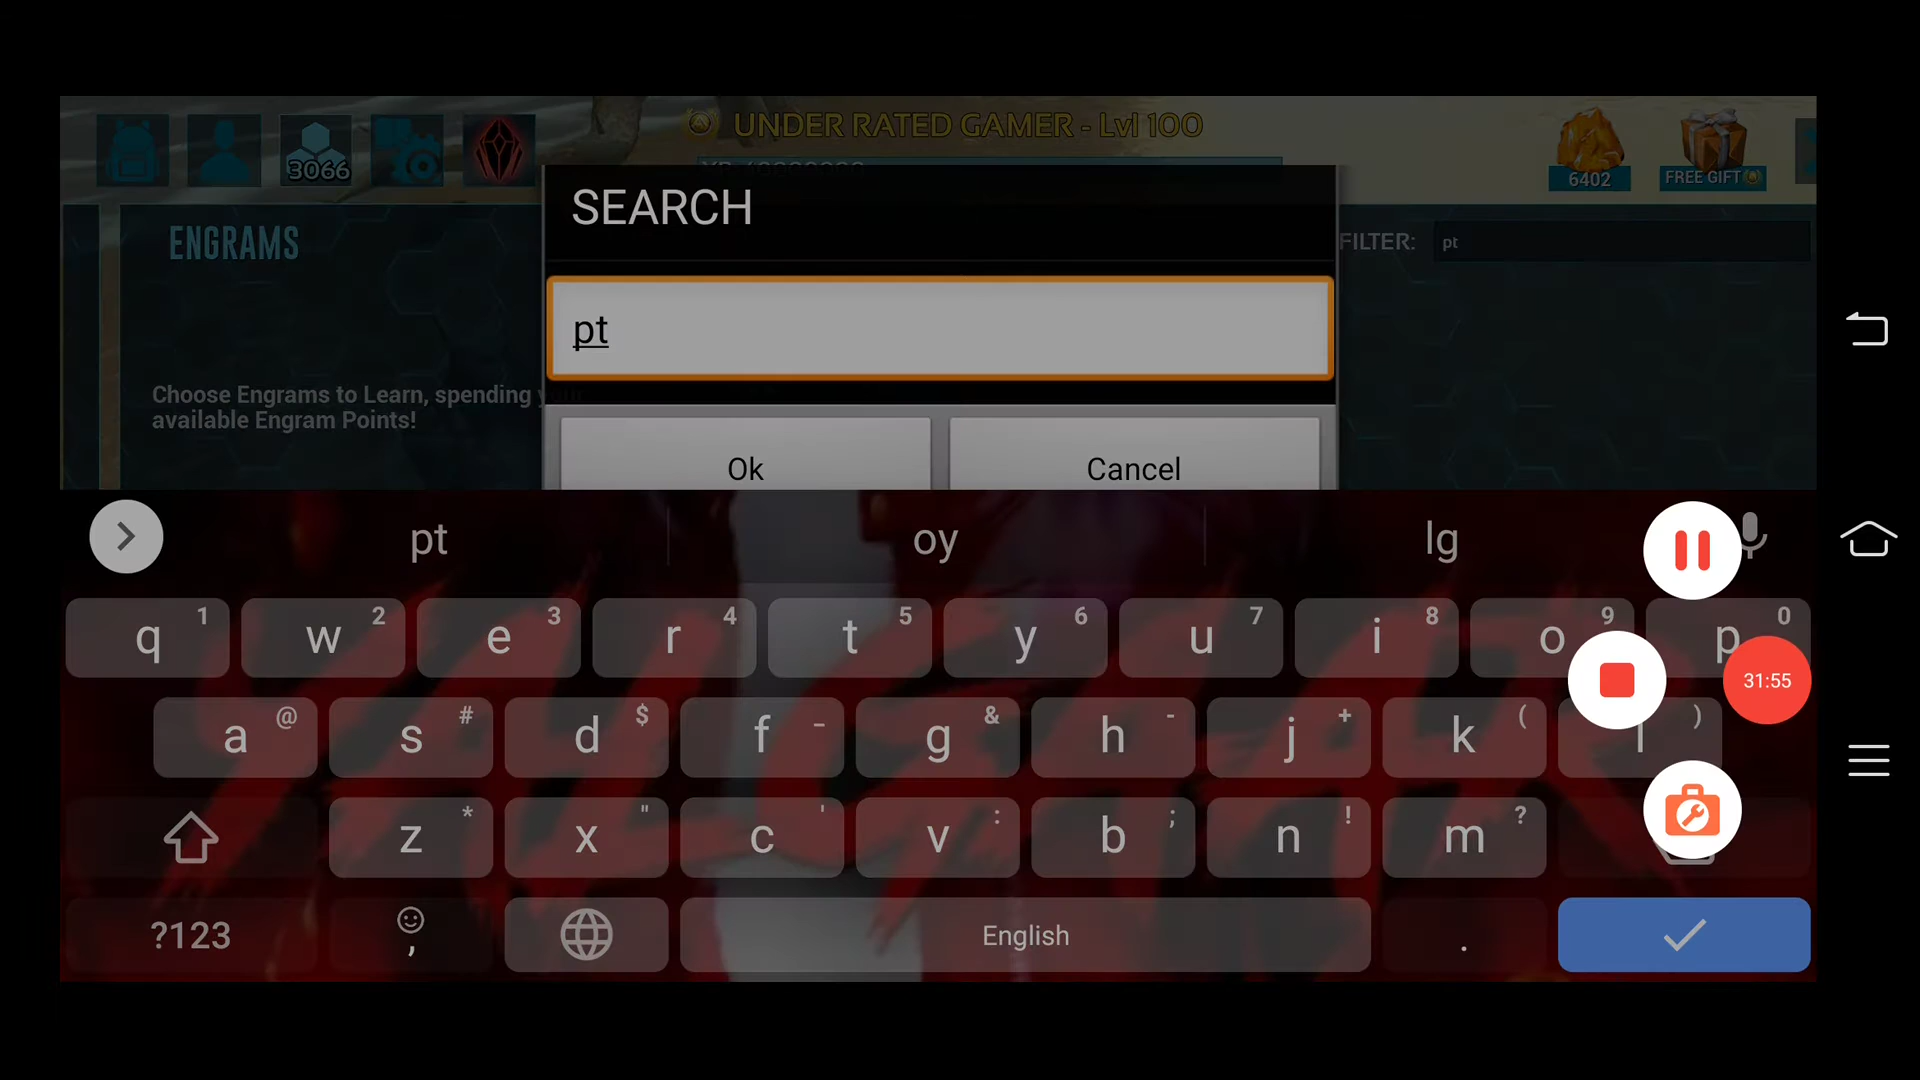 UNDER RATED GAMER - Lvl 100
3066
6402
FREE GIFT
SEARCH
ENGRAMS
FILTER: pt
pt
Choose Engrams to Learn, spending
available Engram Points!
Ok Cancel
pt oy lg
q 1 w 2 e 3 r 4 t 5 y 6 u 7 i 8 o 9 p 0
31:55
a @ s # d $ f _ g & h - j + k ( l )
z * x " c ' v : b ; n ! m ?
?123 , English .
YALGAAR